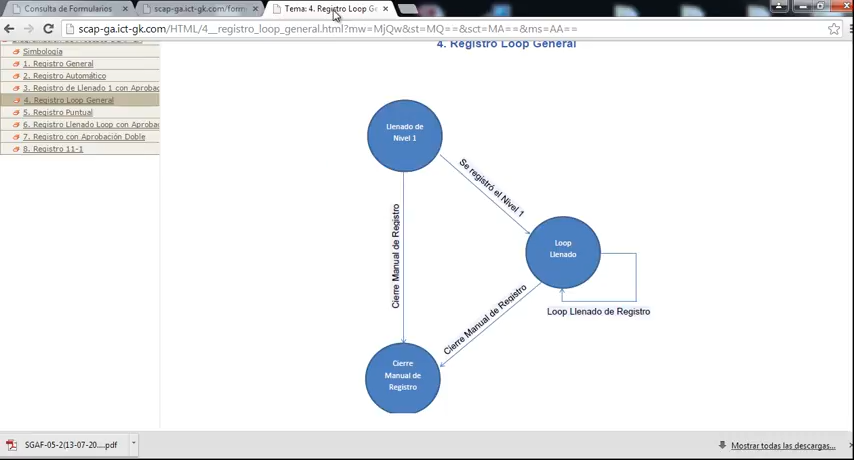 Consulta de Formularios
scap-ga.ict-gk.com/form
Tema: 4. Registro Loop Ge
scap-ga.ict-gk.com/HTML/4__registro_loop_general.html?mw=MjQw&st=MQ==&sct=MA==&ms=AA==
4. Registro Loop General
Simbología
1. Registro General
2. Registro Automático
3. Registro de Llenado 1 con Aprobac
4. Registro Loop General
5. Registro Puntual
6. Registro Llenado Loop con Aprobac
7. Registro con Aprobación Doble
8. Registro 11-1
Llenado de
Nivel 1
Se registró el Nivel 1
Cierre Manual de Registro
Loop
Llenado
Loop Llenado de Registro
Cierre Manual de Registro
Cierre
Manual de
Registro
SGAF-05-2(13-07-20....pdf
Mostrar todas las descargas...